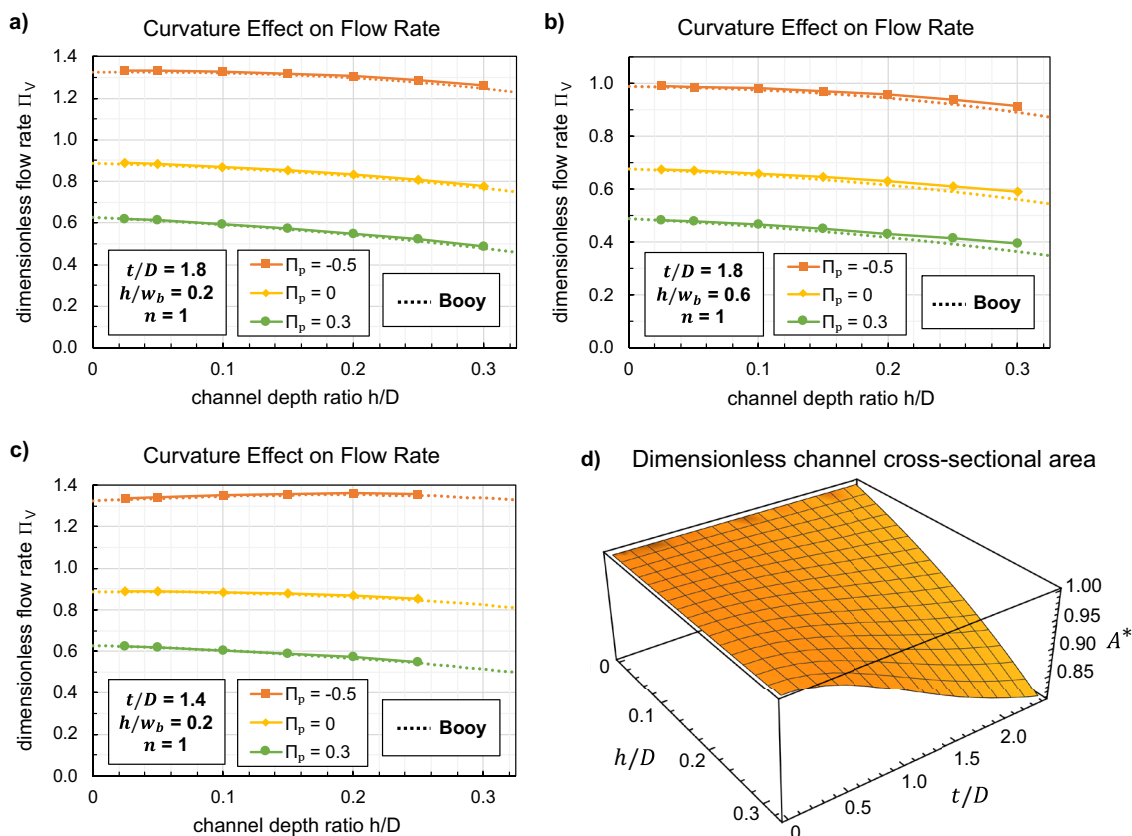 a)
Curvature Effect on Flow Rate
dimensionless flow rate Π_V
1.4
1.2
1.0
0.8
0.6
0.4
0.2
0.0
t/D = 1.8
h/w_b = 0.2
n = 1
Π_p = -0.5
Π_p = 0
Π_p = 0.3
Booy
0
0.1
0.2
0.3
channel depth ratio h/D
b)
Curvature Effect on Flow Rate
dimensionless flow rate Π_V
1.0
0.8
0.6
0.4
0.2
0.0
t/D = 1.8
h/w_b = 0.6
n = 1
Π_p = -0.5
Π_p = 0
Π_p = 0.3
Booy
0
0.1
0.2
0.3
channel depth ratio h/D
c)
Curvature Effect on Flow Rate
dimensionless flow rate Π_V
1.4
1.2
1.0
0.8
0.6
0.4
0.2
0.0
t/D = 1.4
h/w_b = 0.2
n = 1
Π_p = -0.5
Π_p = 0
Π_p = 0.3
Booy
0
0.1
0.2
0.3
channel depth ratio h/D
d)
Dimensionless channel cross-sectional area
1.00
0.95
0.90
0.85
A*
0
0.1
0.2
0.3
h/D
0
0.5
1.0
1.5
2.0
t/D